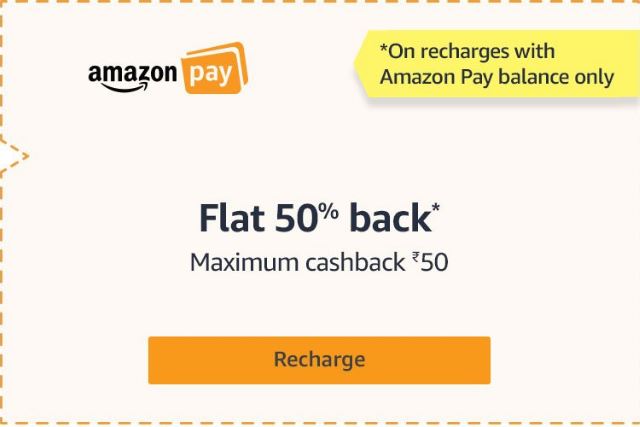 amazon pay
*On recharges with
Amazon Pay balance only
Flat 50% back*
Maximum cashback ₹50
Recharge